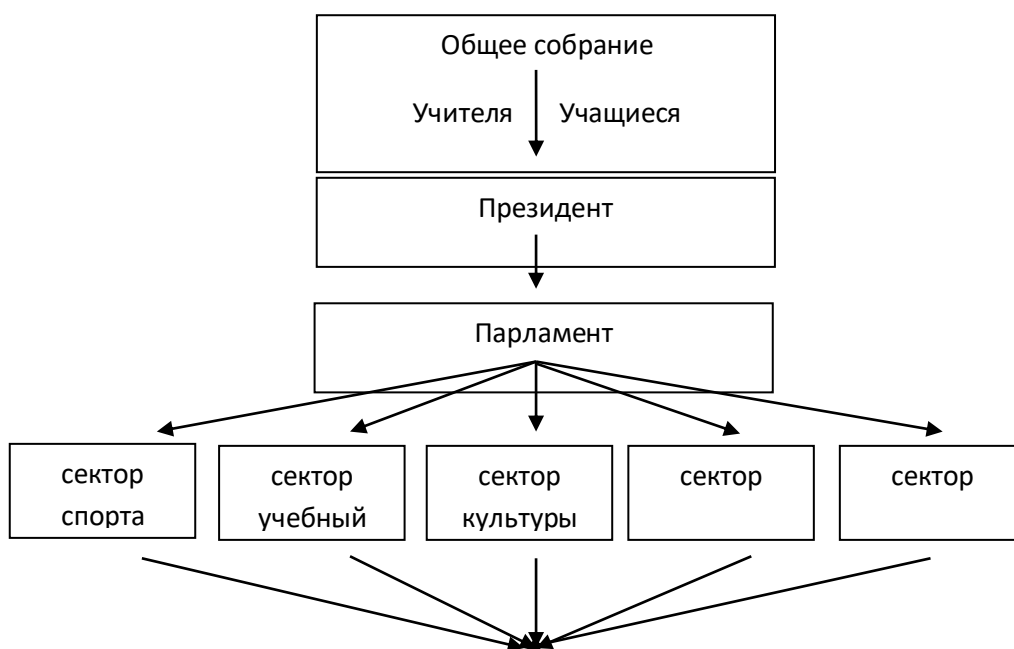 Общее собрание
Учителя Учащиеся
Президент
Парламент
сектор
спорта
сектор
учебный
сектор
культуры
сектор
сектор